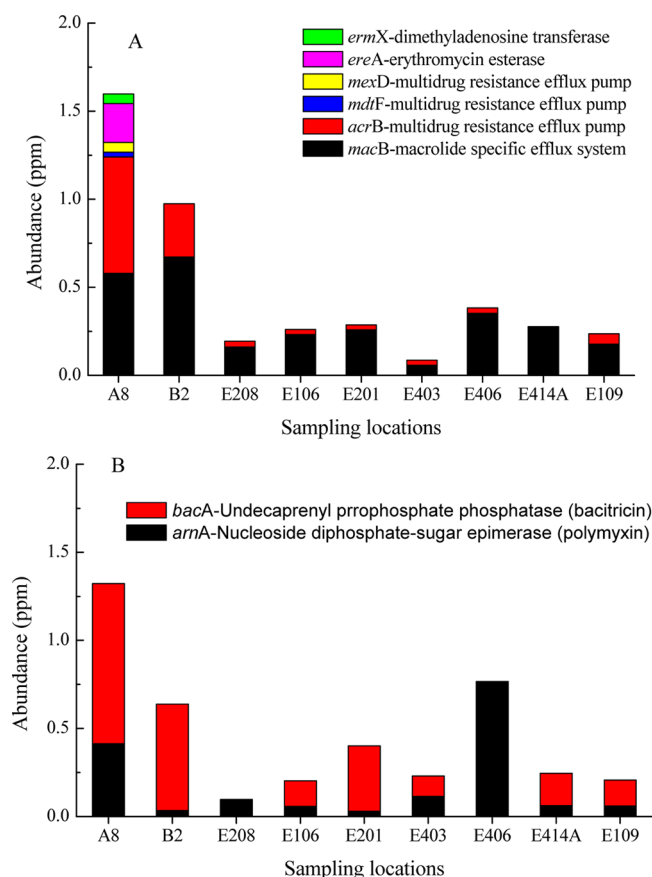 A
ermX-dimethyladenosine transferase
ereA-erythromycin esterase
mexD-multidrug resistance efflux pump
mdtF-multidrug resistance efflux pump
acrB-multidrug resistance efflux pump
macB-macrolide specific efflux system
Abundance (ppm)
2.0
1.5
1.0
0.5
0.0
A8 B2 E208 E106 E201 E403 E406 E414A E109
Sampling locations
B
bacA-Undecaprenyl prrophosphate phosphatase (bacitricin)
arnA-Nucleoside diphosphate-sugar epimerase (polymyxin)
Abundance (ppm)
2.0
1.5
1.0
0.5
0.0
A8 B2 E208 E106 E201 E403 E406 E414A E109
Sampling locations